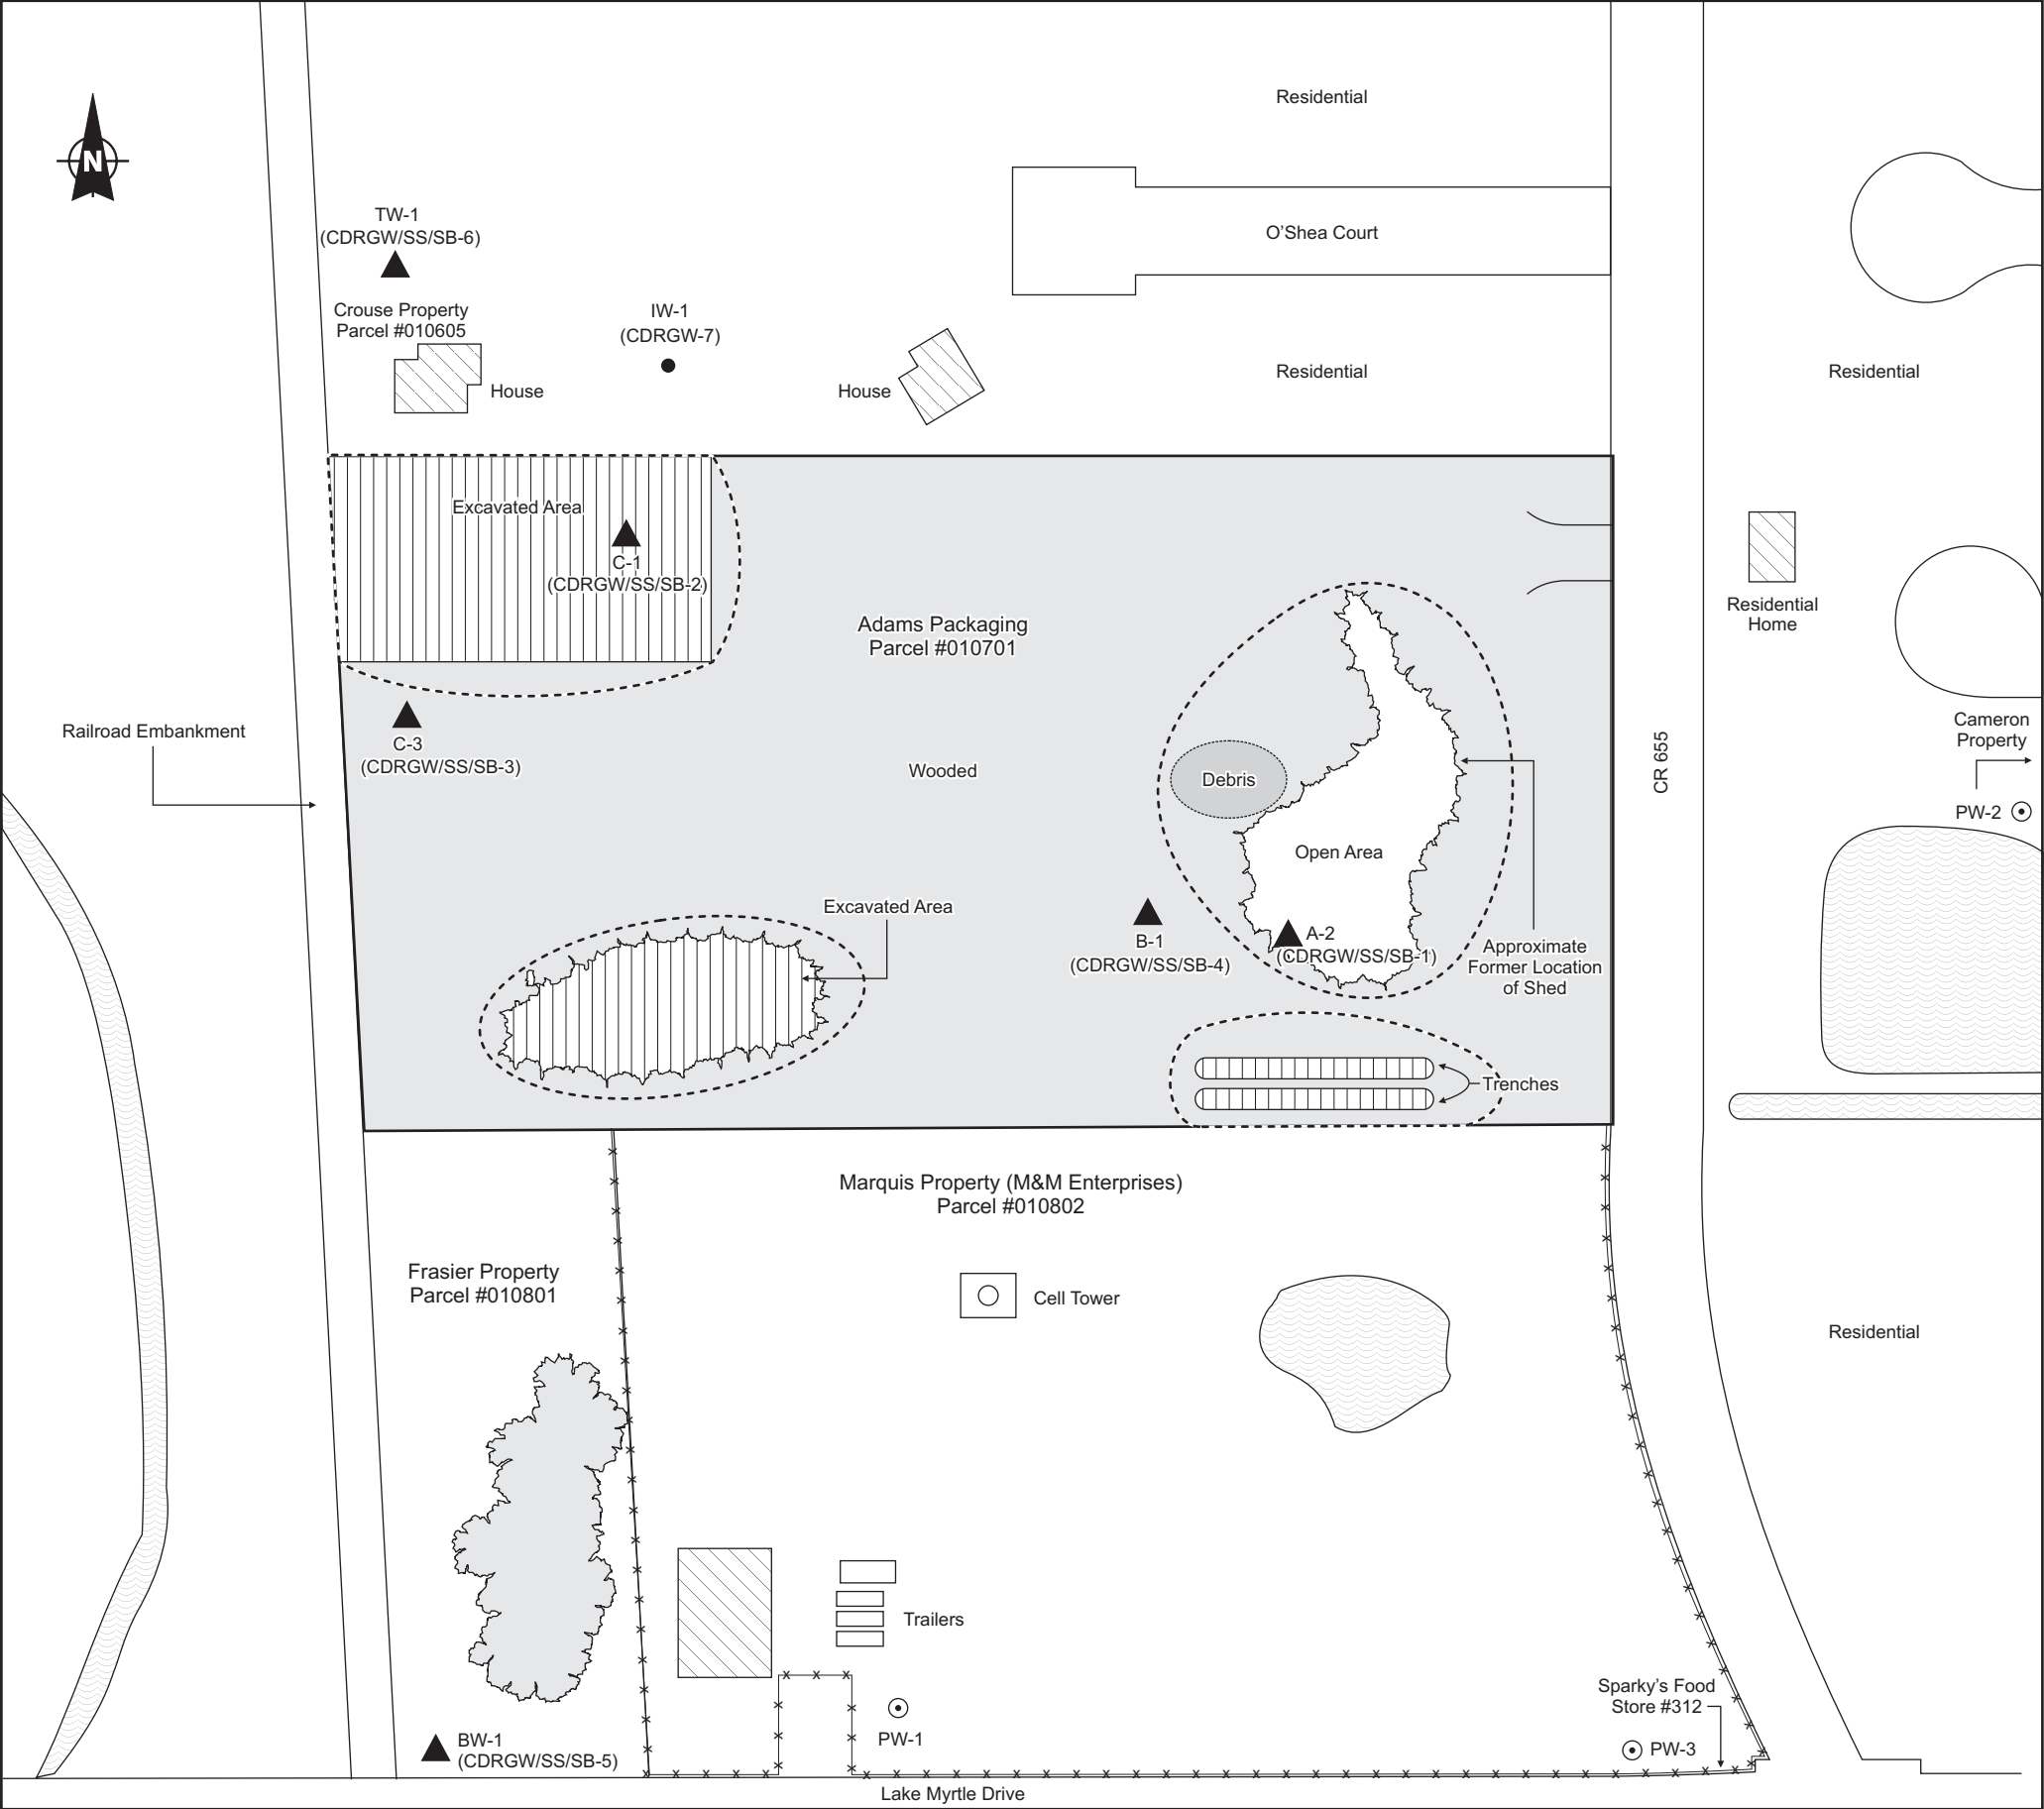 Residential
N
TW-1
(CDRGW/SS/SB-6)
O'Shea Court
Crouse Property
Parcel #010605
IW-1
(CDRGW-7)
House
House
Residential
Residential
Excavated Area
C-1
(CDRGW/SS/SB-2)
Adams Packaging
Parcel #010701
Residential
Home
Railroad Embankment
C-3
(CDRGW/SS/SB-3)
Wooded
Debris
CR 655
Cameron
Property
PW-2
Open Area
Excavated Area
B-1
(CDRGW/SS/SB-4)
A-2
(CDRGW/SS/SB-1)
Approximate
Former Location
of Shed
Trenches
Marquis Property (M&M Enterprises)
Parcel #010802
Frasier Property
Parcel #010801
Cell Tower
Residential
Trailers
Sparky's Food
Store #312
PW-1
PW-3
BW-1
(CDRGW/SS/SB-5)
Lake Myrtle Drive